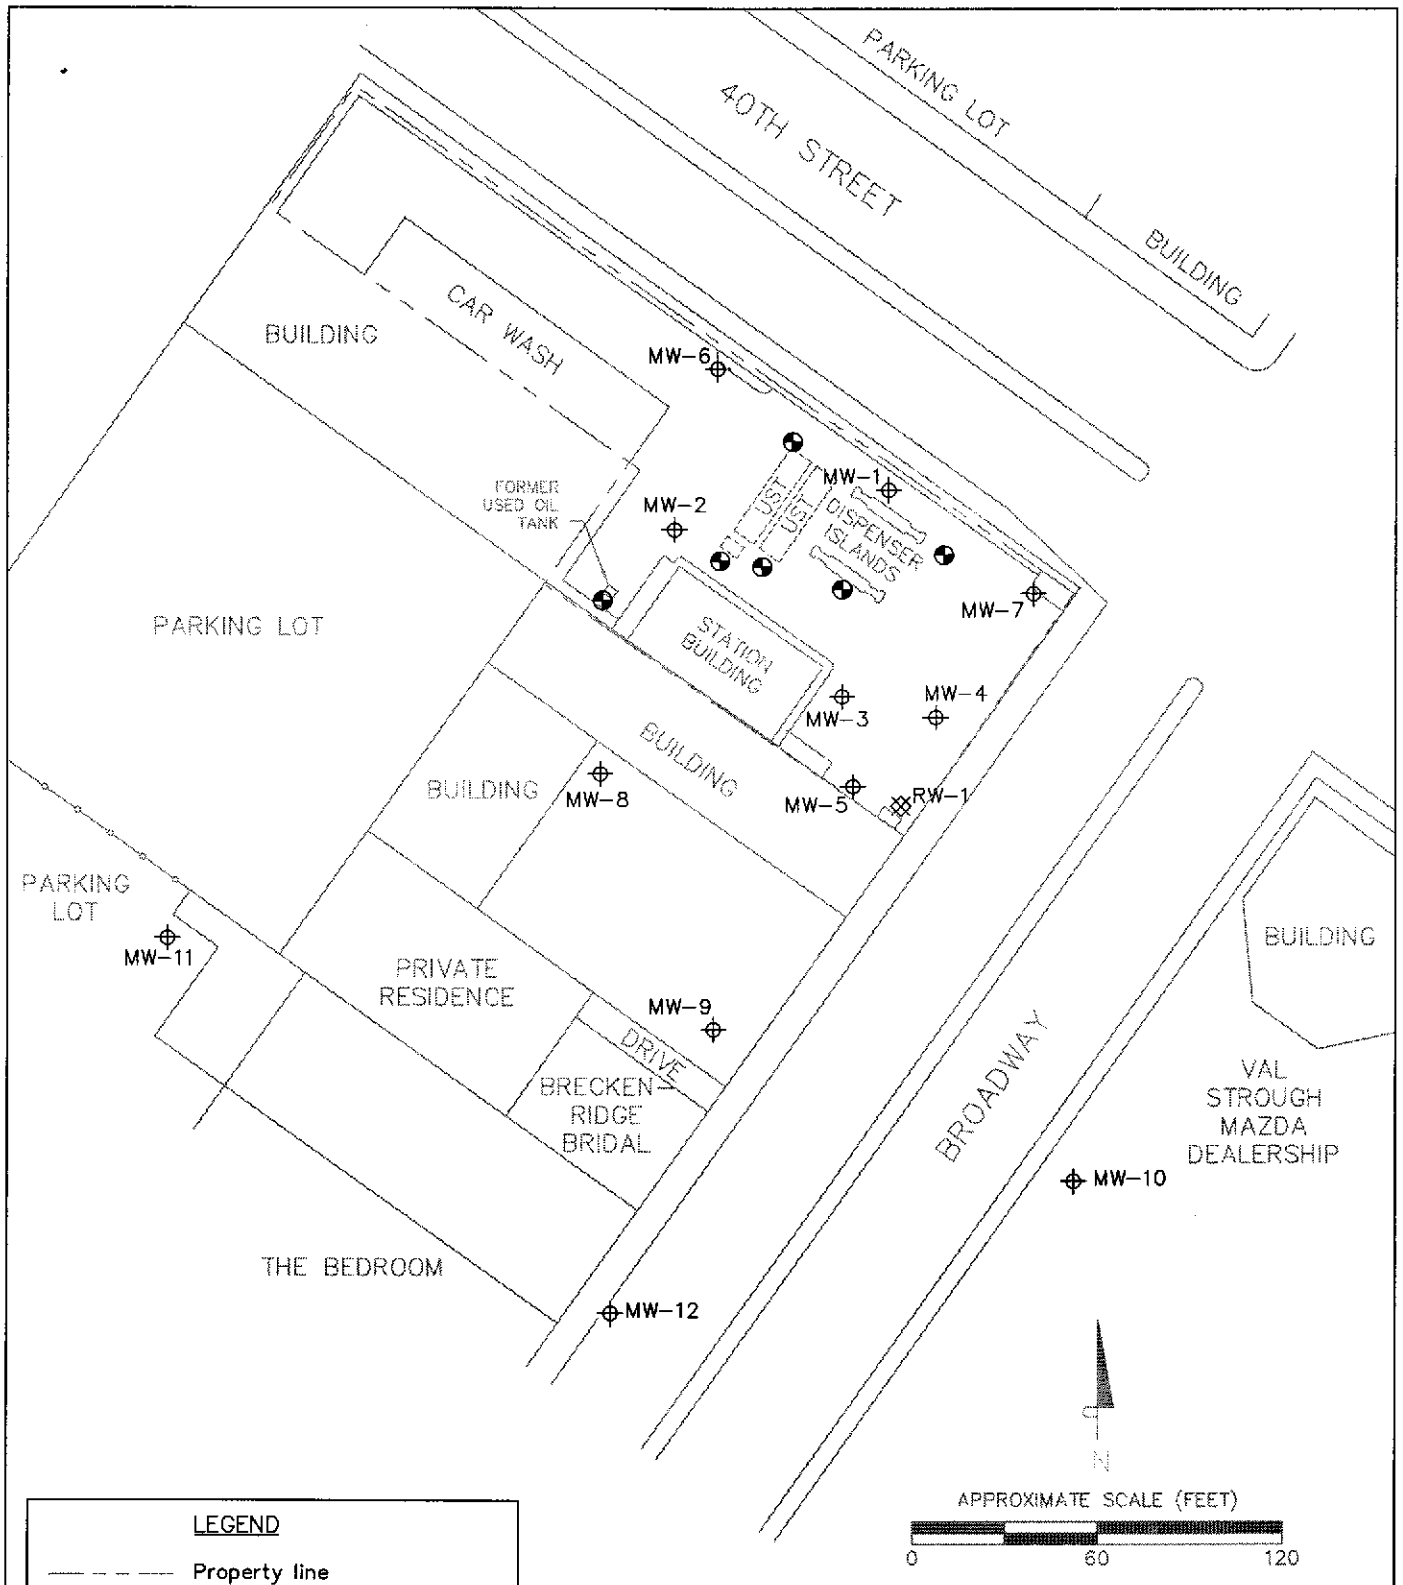 PARKING LOT
40TH STREET
BUILDING
CAR WASH
BUILDING
MW-6
MW-1
FORMER
USED OIL
TANK
MW-2
UST
UST
DISPENSER
ISLANDS
MW-7
PARKING LOT
STATION
BUILDING
MW-4
MW-3
BUILDING
BUILDING
MW-8
MW-5
RW-1
PARKING
LOT
MW-11
BUILDING
PRIVATE
RESIDENCE
MW-9
DRIVE
BRECKEN-
RIDGE
BRIDAL
BROADWAY
VAL
STROUGH
MAZDA
DEALERSHIP
MW-10
THE BEDROOM
MW-12
N
APPROXIMATE SCALE (FEET)
0 60 120
LEGEND
Property line